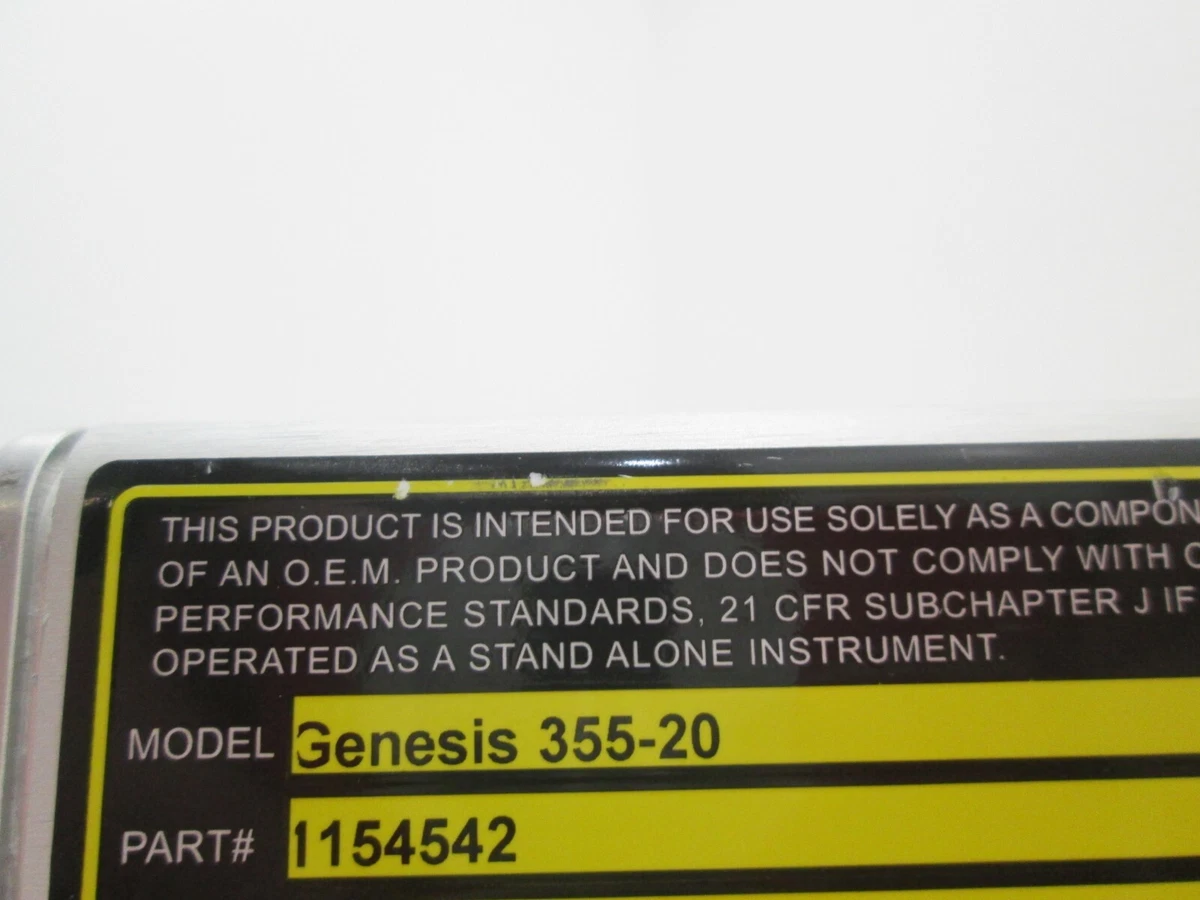 THIS PRODUCT IS INTENDED FOR USE SOLELY AS A
OF AN O.E.M. PRODUCT AND DOES NOT COMPLY WITH
PERFORMANCE STANDARDS, 21 CFR SUBCHAPTER J IF
OPERATED AS A STAND ALONE INSTRUMENT.
MODEL Genesis 355-20
PART# 1154542